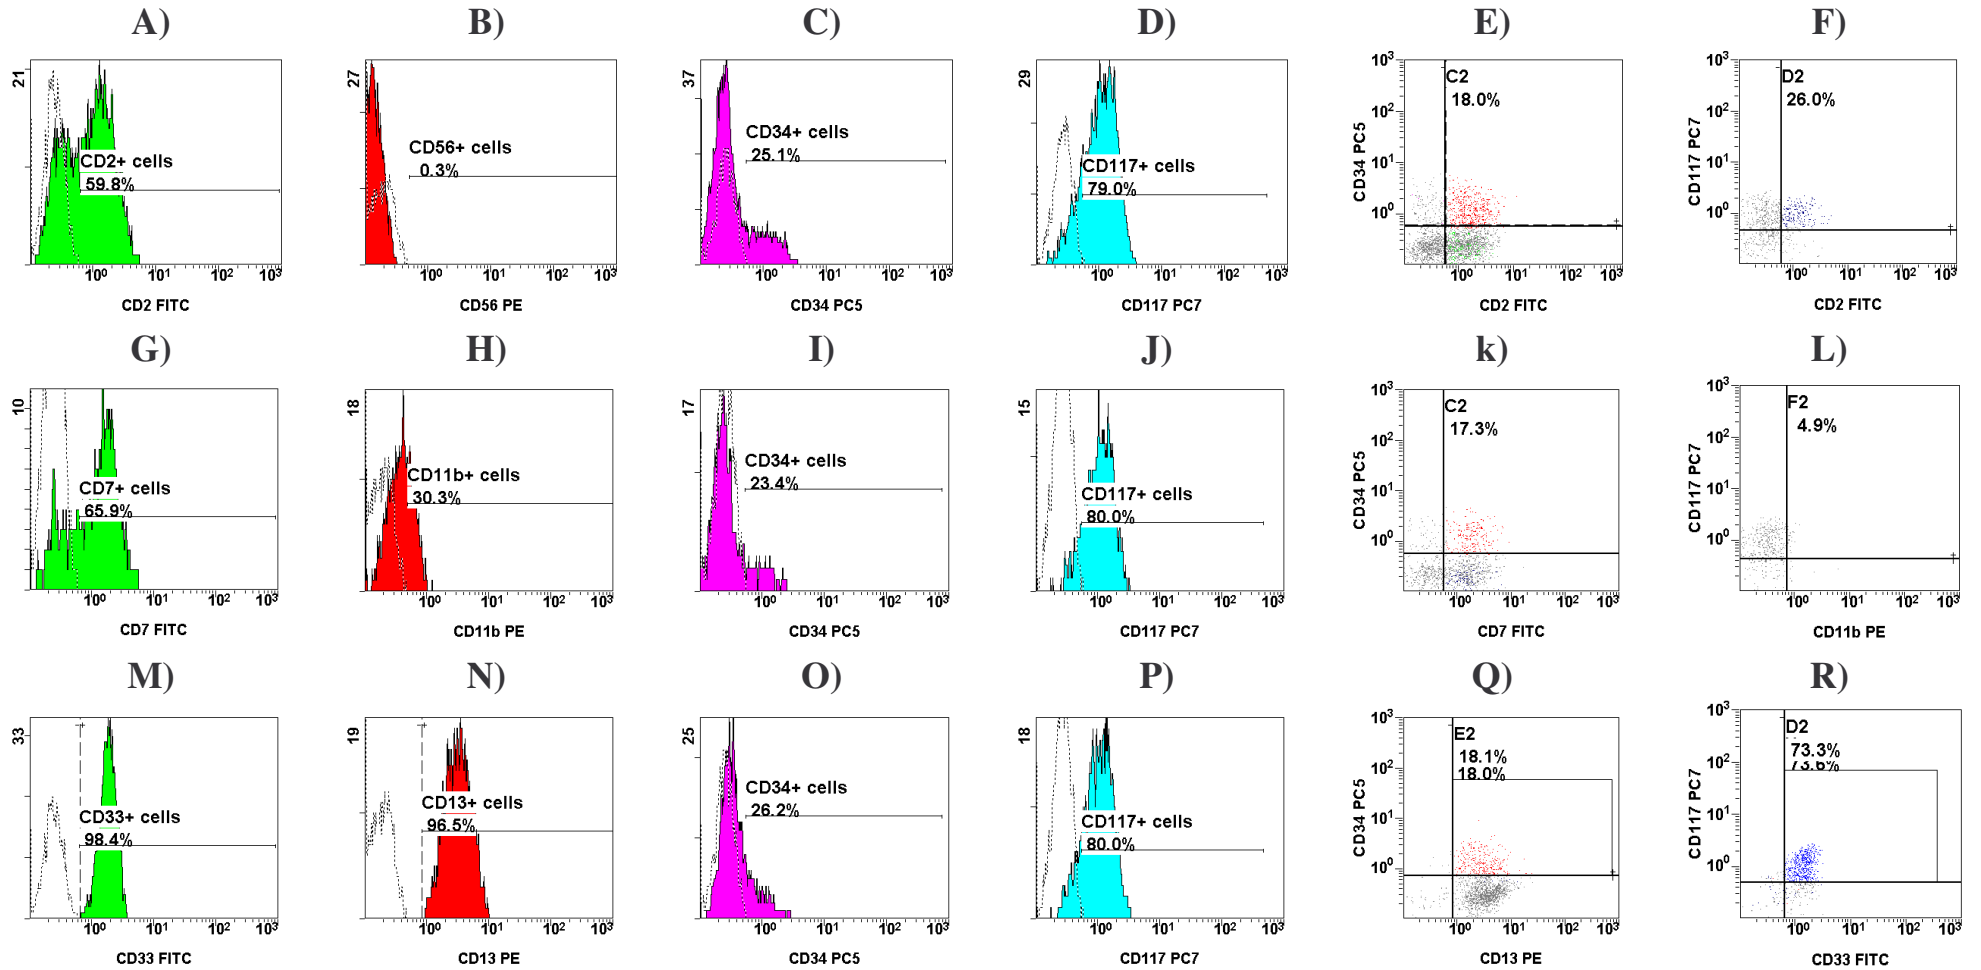 A) B) C) D) E) F)
21
CD2+ cells
59.8%
10⁰ 10¹ 10² 10³
CD2 FITC
27
CD56+ cells
0.3%
10⁰ 10¹ 10² 10³
CD56 PE
37
CD34+ cells
25.1%
10⁰ 10¹ 10² 10³
CD34 PC5
29
CD117+ cells
79.0%
10⁰ 10¹ 10² 10³
CD117 PC7
CD34 PC5
10³
10²
10¹
10⁰
C2
18.0%
10⁰ 10¹ 10² 10³
CD2 FITC
CD117 PC7
10³
10²
10¹
10⁰
D2
26.0%
10⁰ 10¹ 10² 10³
CD2 FITC
G) H) I) J) k) L)
10
CD7+ cells
65.9%
10⁰ 10¹ 10² 10³
CD7 FITC
18
CD11b+ cells
30.3%
10⁰ 10¹ 10² 10³
CD11b PE
17
CD34+ cells
23.4%
10⁰ 10¹ 10² 10³
CD34 PC5
15
CD117+ cells
80.0%
10⁰ 10¹ 10² 10³
CD117 PC7
CD34 PC5
10³
10²
10¹
10⁰
C2
17.3%
10⁰ 10¹ 10² 10³
CD7 FITC
CD117 PC7
10³
10²
10¹
10⁰
F2
4.9%
10⁰ 10¹ 10² 10³
CD11b PE
M) N) O) P) Q) R)
33
CD33+ cells
98.4%
10⁰ 10¹ 10² 10³
CD33 FITC
19
CD13+ cells
96.5%
10⁰ 10¹ 10² 10³
CD13 PE
25
CD34+ cells
26.2%
10⁰ 10¹ 10² 10³
CD34 PC5
18
CD117+ cells
80.0%
10⁰ 10¹ 10² 10³
CD117 PC7
CD34 PC5
10³
10²
10¹
10⁰
E2
18.1%
18.0%
10⁰ 10¹ 10² 10³
CD13 PE
CD117 PC7
10³
10²
10¹
10⁰
D2
73.3%
73.6%
10⁰ 10¹ 10² 10³
CD33 FITC